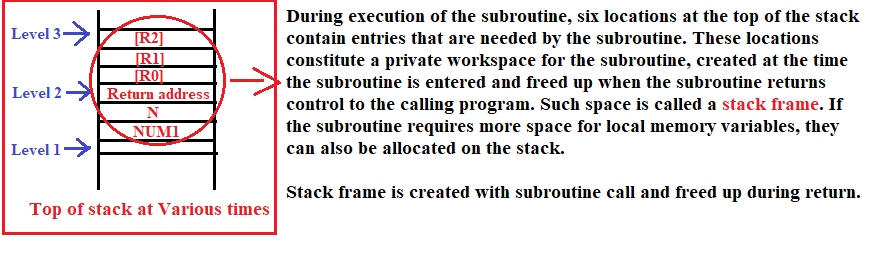 Level 3
[R2]
[R1]
[R0]
Level 2
Return address
N
NUM1
Level 1
Top of stack at Various times
During execution of the subroutine, six locations at the top of the stack
contain entries that are needed by the subroutine. These locations
constitute a private workspace for the subroutine, created at the time
the subroutine is entered and freed up when the subroutine returns
control to the calling program. Such space is called a stack frame. If
the subroutine requires more space for local memory variables, they
can also be allocated on the stack.
Stack frame is created with subroutine call and freed up during return.